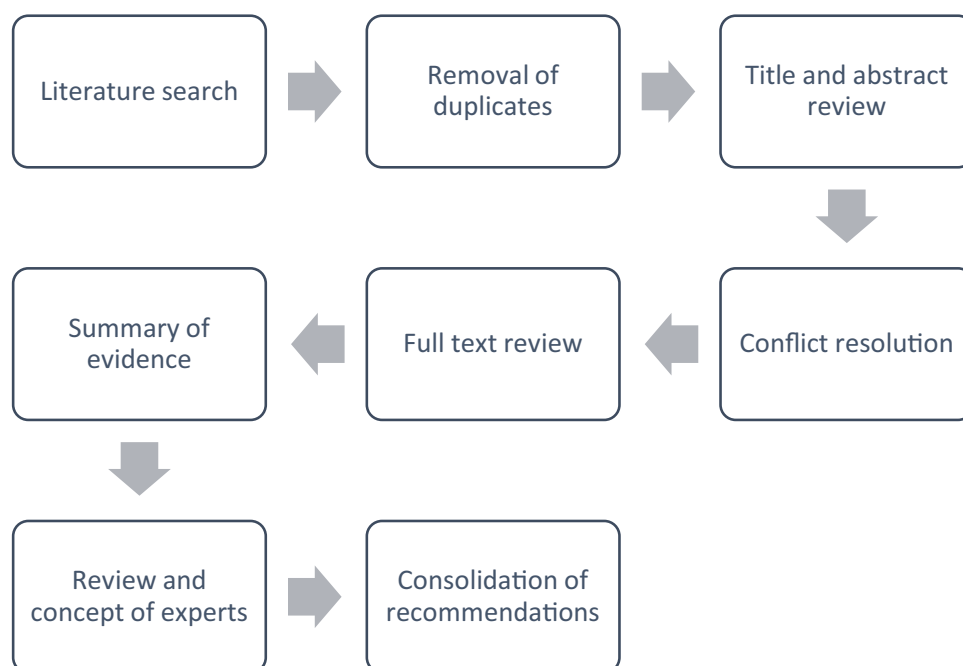 Literature search
Removal of
duplicates
Title and abstract
review
Conflict resolution
Full text review
Summary of
evidence
Review and
concept of experts
Consolidation of
recommendations